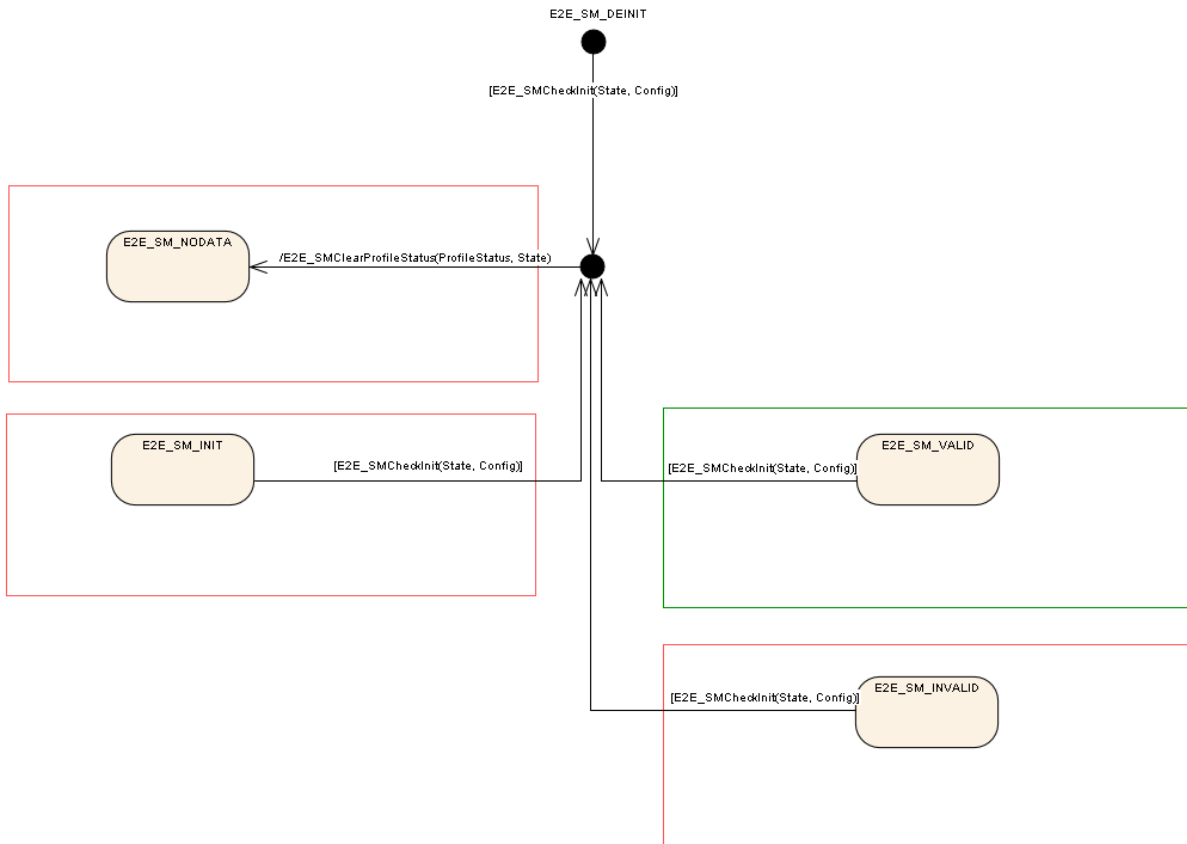 E2E_SM_DEINIT
[E2E_SMCheckInit(State, Config)]
E2E_SM_NODATA
/E2E_SMClearProfileStatus(ProfileStatus, State)
E2E_SM_INIT
[E2E_SMCheckInit(State, Config)]
E2E_SM_VALID
[E2E_SMCheckInit(State, Config)]
E2E_SM_INVALID
[E2E_SMCheckInit(State, Config)]